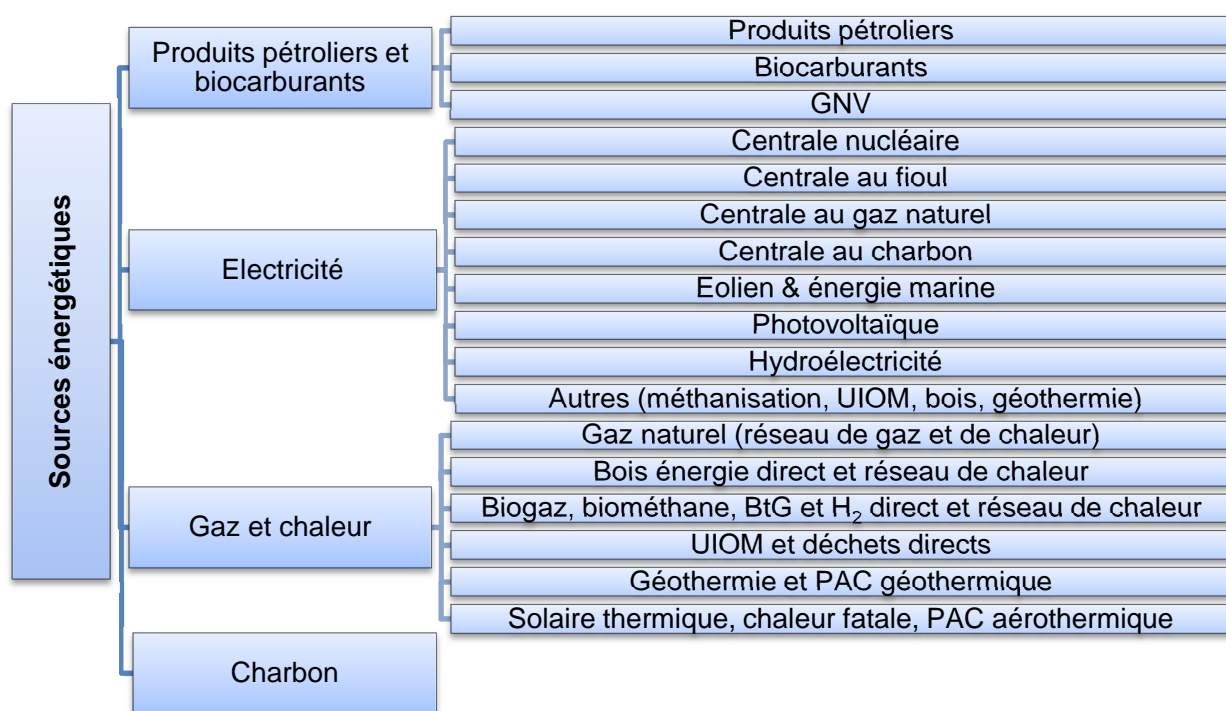 Sources énergétiques
Produits pétroliers et
biocarburants
Produits pétroliers
Biocarburants
GNV
Electricité
Centrale nucléaire
Centrale au fioul
Centrale au gaz naturel
Centrale au charbon
Eolien & énergie marine
Photovoltaïque
Hydroélectricité
Autres (méthanisation, UIOM, bois, géothermie)
Gaz et chaleur
Gaz naturel (réseau de gaz et de chaleur)
Bois énergie direct et réseau de chaleur
Biogaz, biométhane, BtG et H₂ direct et réseau de chaleur
UIOM et déchets directs
Géothermie et PAC géothermique
Solaire thermique, chaleur fatale, PAC aérothermique
Charbon